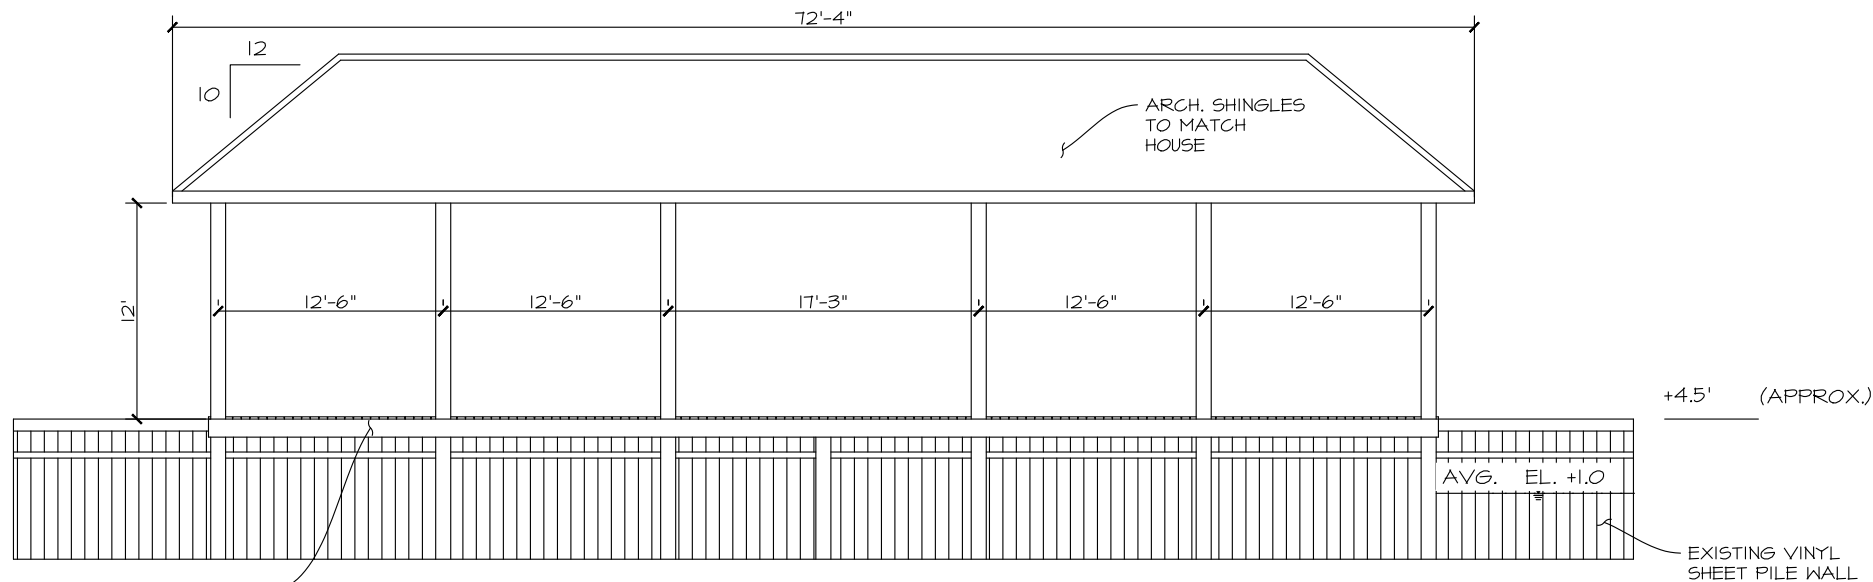 72'-4"
12
10
ARCH. SHINGLES
TO MATCH
HOUSE
12'
12'-6"
12'-6"
17'-3"
12'-6"
12'-6"
+4.5' (APPROX.)
AVG. EL. +1.0
EXISTING VINYL
SHEET PILE WALL